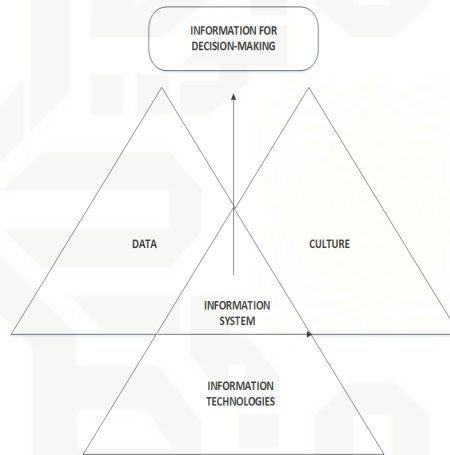 INFORMATION FOR
DECISION-MAKING
DATA
CULTURE
INFORMATION
SYSTEM
INFORMATION
TECHNOLOGIES